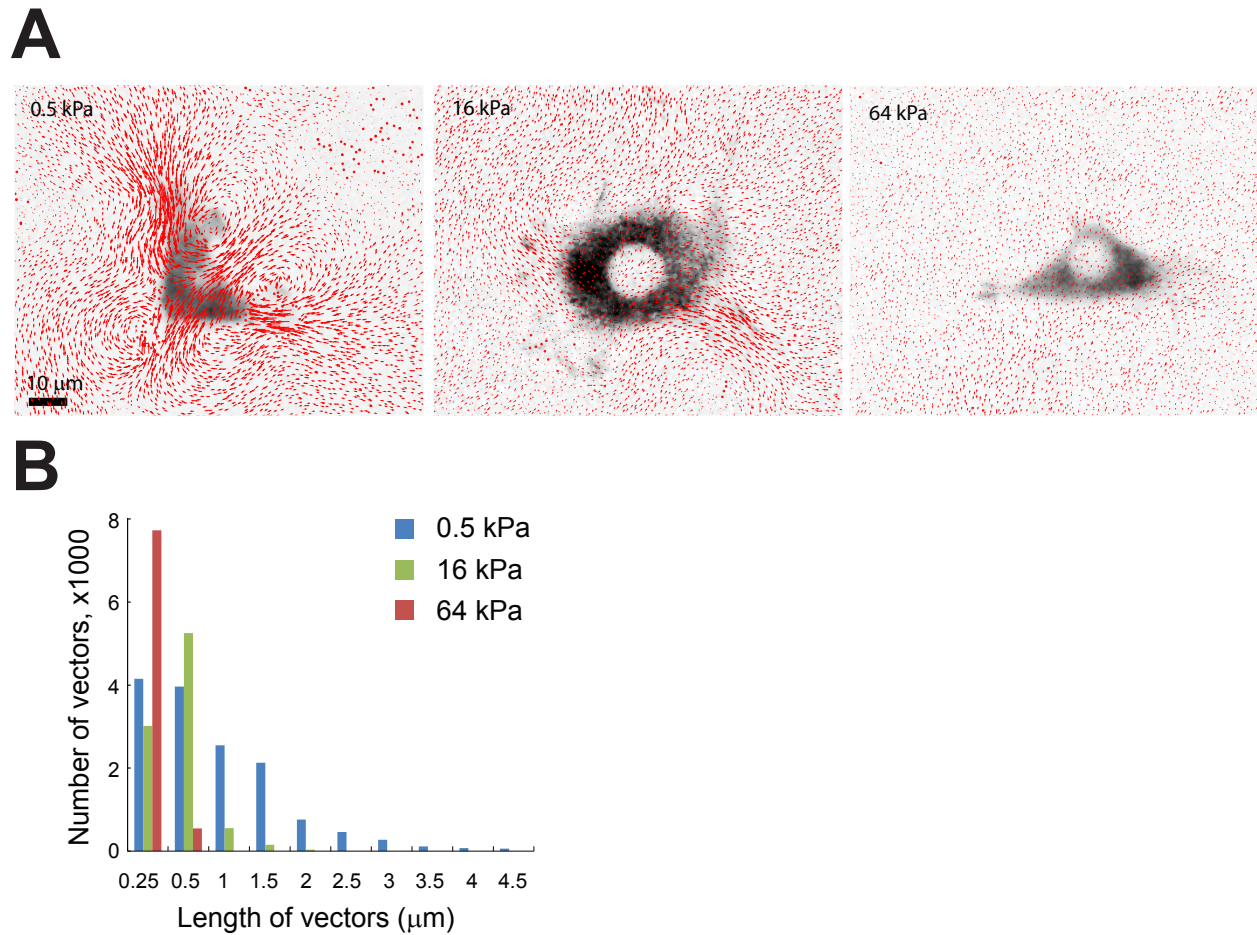 A
0.5 kPa
16 kPa
64 kPa
10 μm
B
Number of vectors, x1000
8
6
4
2
0
0.5 kPa
16 kPa
64 kPa
0.25 0.5 1 1.5 2 2.5 3 3.5 4 4.5
Length of vectors (μm)